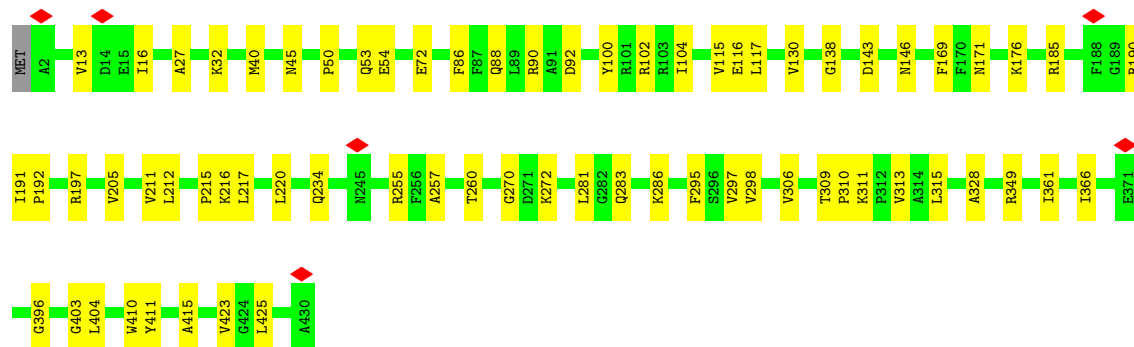 MET A2 V13 D14 E15 I16 A27 K32 M40 N45 P50 Q53 E54 E72 F86 F87 Q88 L89 R90 A91 D92 Y100 R101 R102 R103 I104 V115 E116 L117 V130 G138 D143 N146 F169 F170 N171 K176 R185 F188 G189 R190
I191 P192 R197 V205 V211 L212 P215 K216 L217 L220 Q234 N245 R255 F256 A257 T260 G270 D271 K272 L281 G282 Q283 K286 F295 S296 V297 V298 V306 T309 P310 K311 P312 V313 A314 L315 A328 R349 I361 I366 E371
G396 G403 L404 W410 Y411 A415 V423 G424 L425 A430